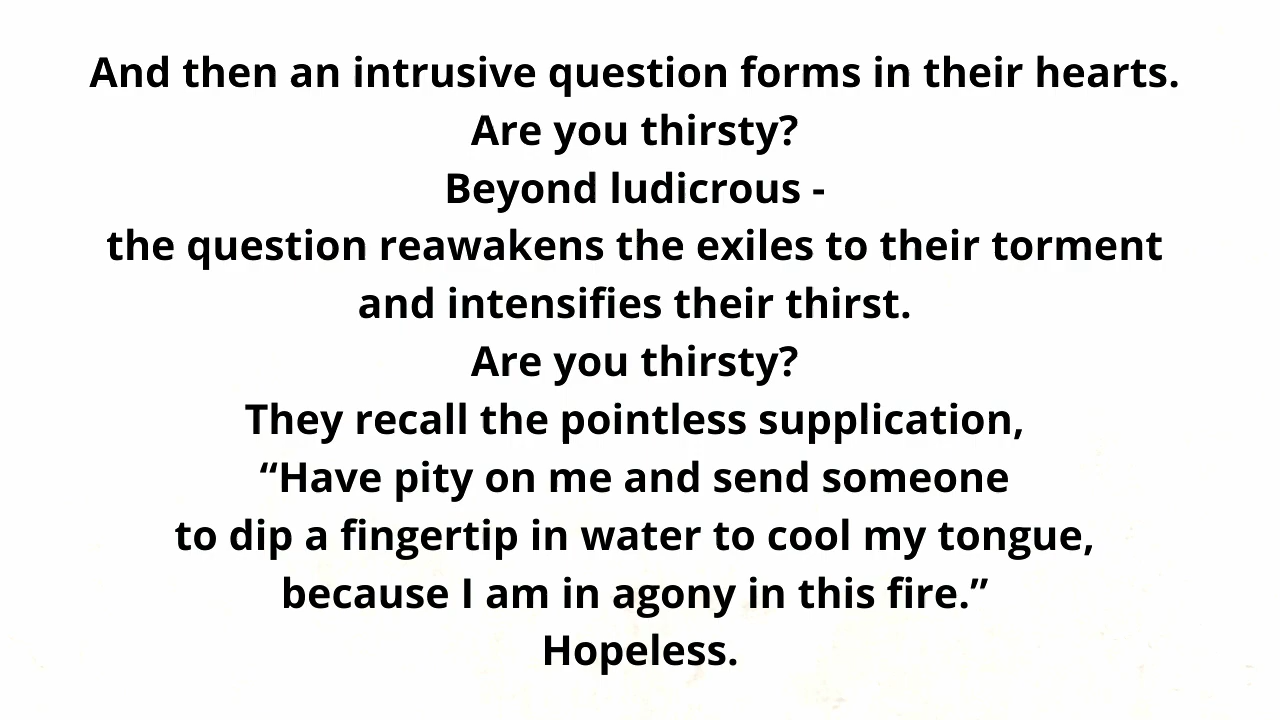 And then an intrusive question forms in their hearts.
Are you thirsty?
Beyond ludicrous -
the question reawakens the exiles to their torment
and intensifies their thirst.
Are you thirsty?
They recall the pointless supplication,
“Have pity on me and send someone
to dip a fingertip in water to cool my tongue,
because I am in agony in this fire.”
Hopeless.